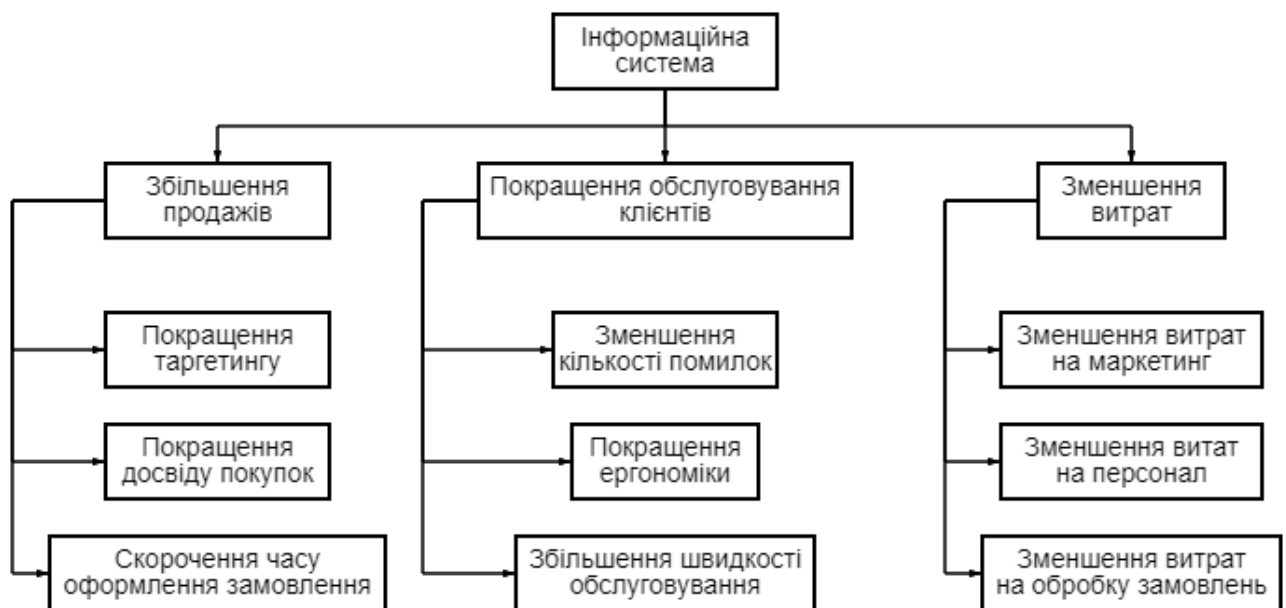 Інформаційна
система
Збільшення
продажів
Покращення обслуговування
клієнтів
Зменшення
витрат
Покращення
таргетингу
Зменшення
кількості помилок
Зменшення витрат
на маркетинг
Покращення
досвіду покупок
Покращення
ергономіки
Зменшення витат
на персонал
Скорочення часу
оформлення замовлення
Збільшення швидкості
обслуговування
Зменшення витрат
на обробку замовлень